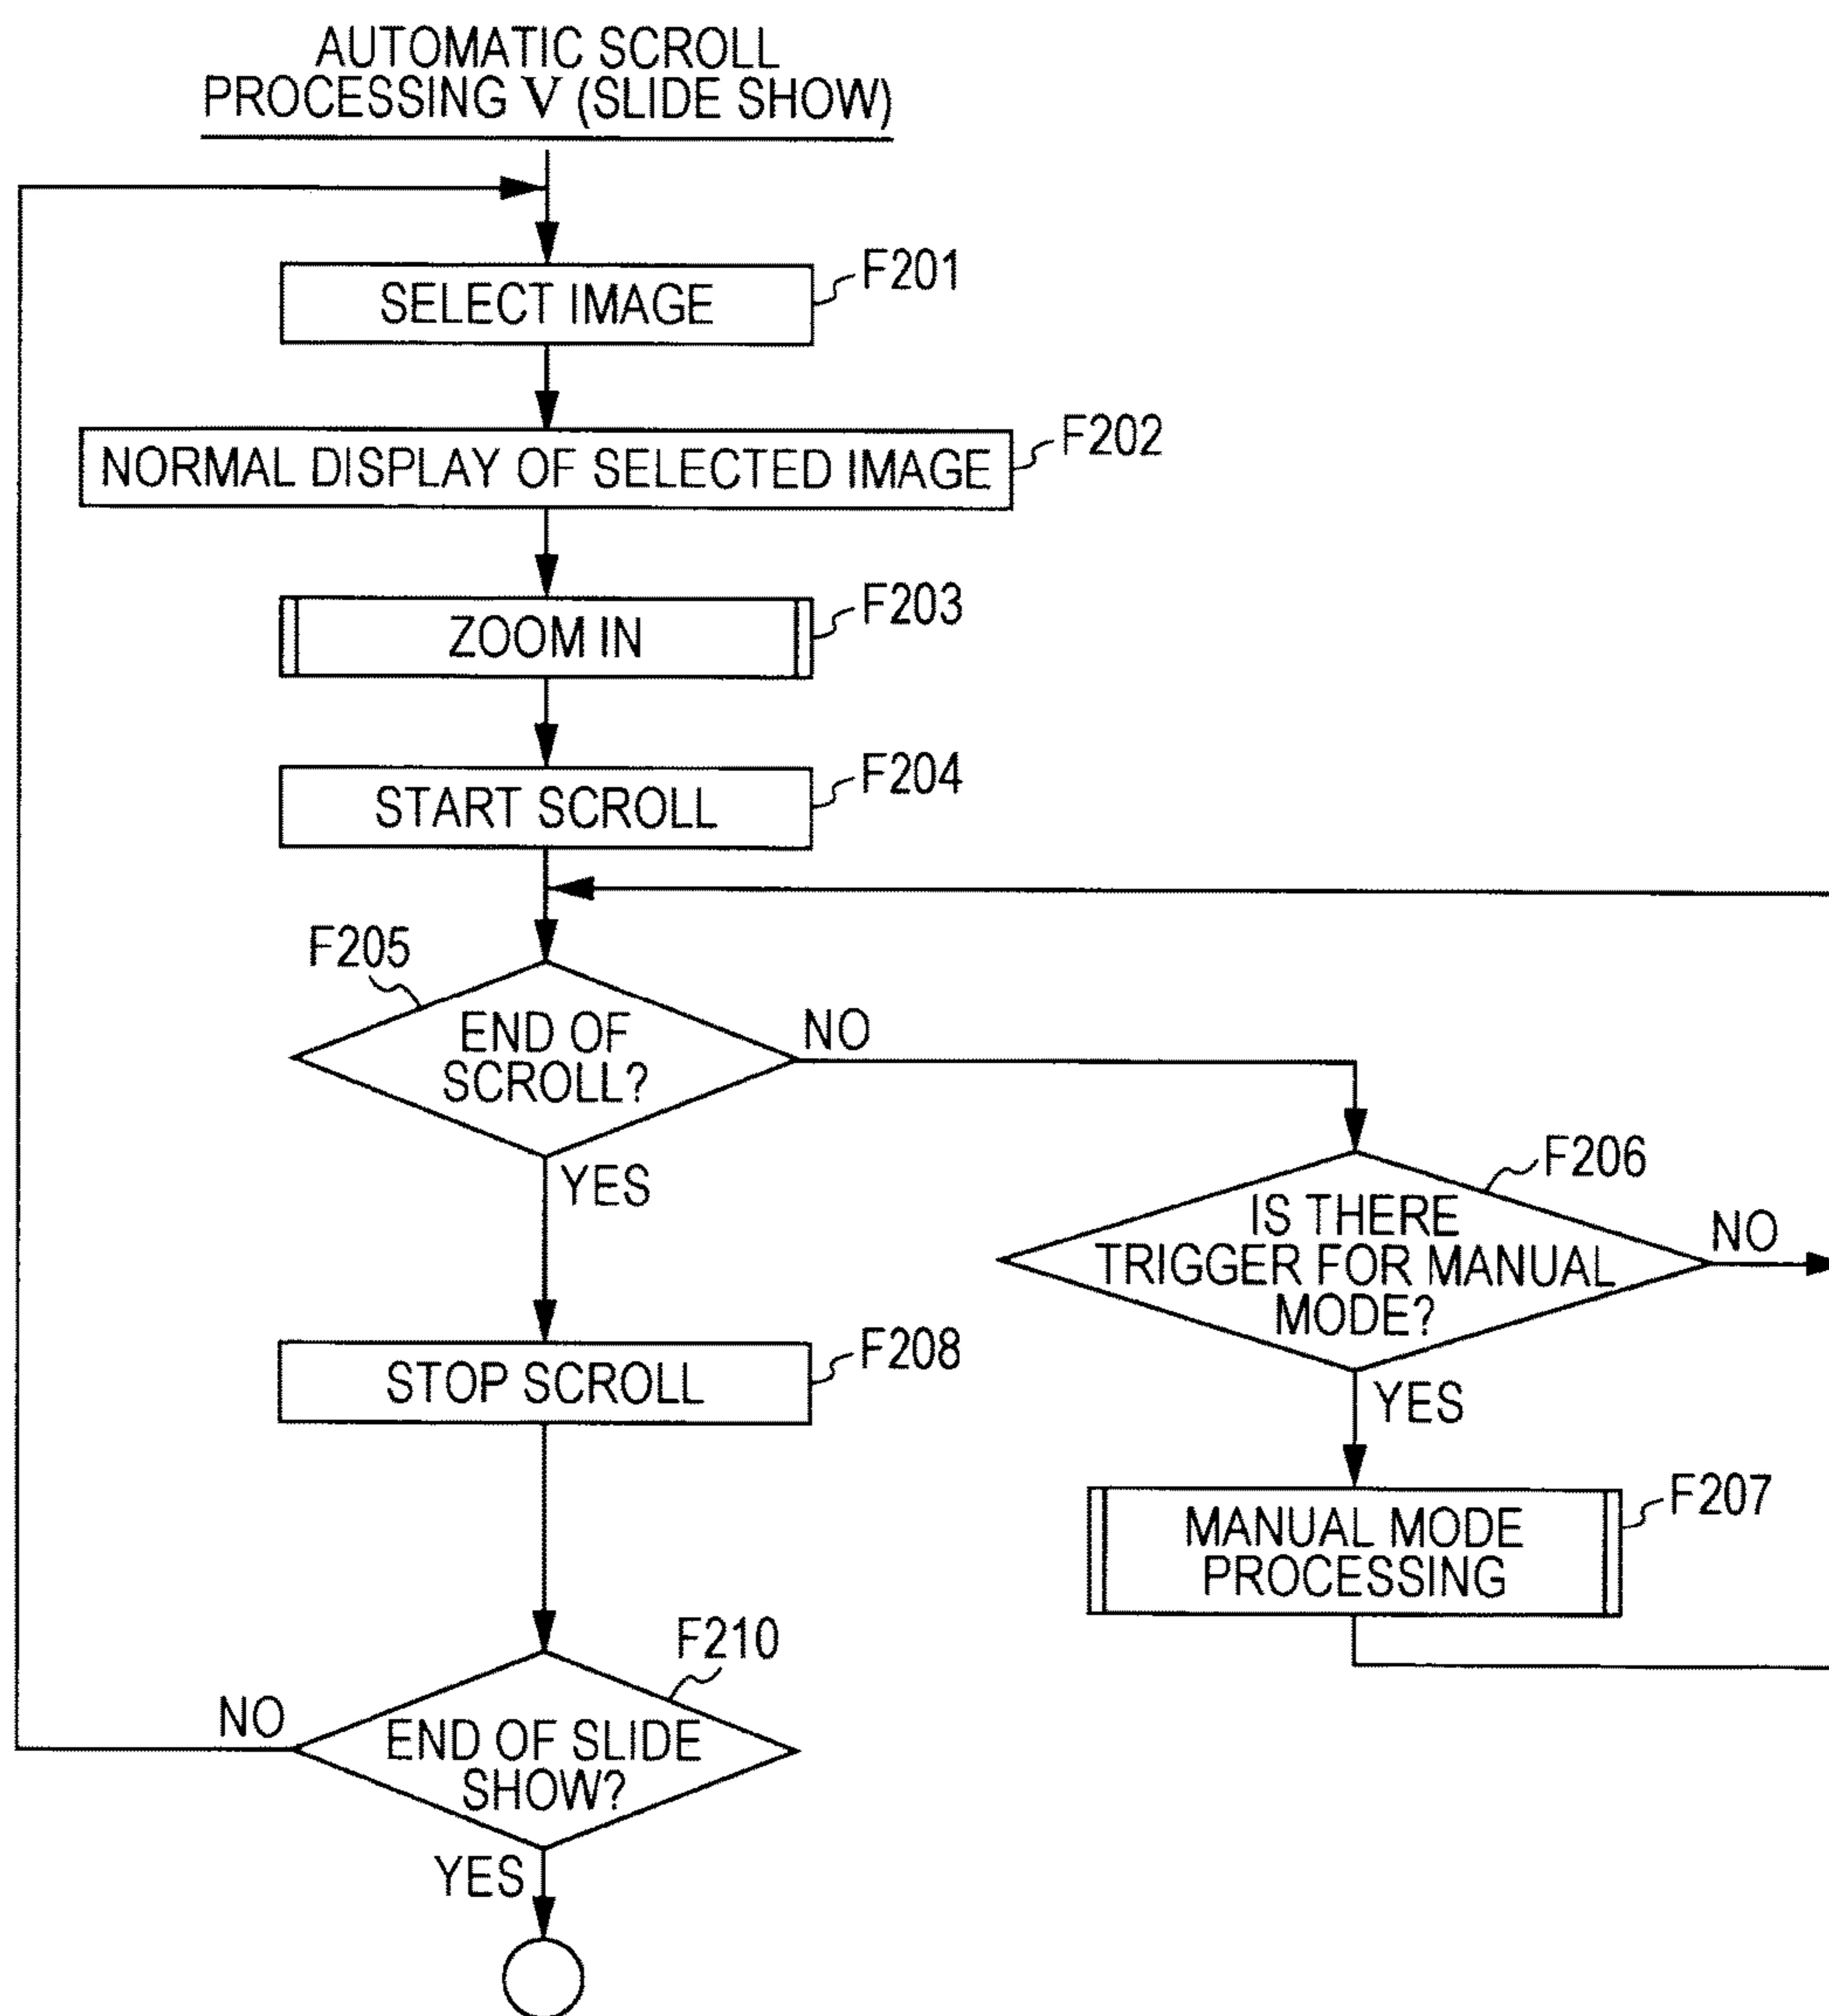 AUTOMATIC SCROLL
PROCESSING V (SLIDE SHOW)
SELECT IMAGE
F201
NORMAL DISPLAY OF SELECTED IMAGE
F202
ZOOM IN
F203
START SCROLL
F204
F205
END OF
SCROLL?
NO
YES
F206
IS THERE
TRIGGER FOR MANUAL
MODE?
NO
YES
STOP SCROLL
F208
MANUAL MODE
PROCESSING
F207
F210
END OF SLIDE
SHOW?
NO
YES